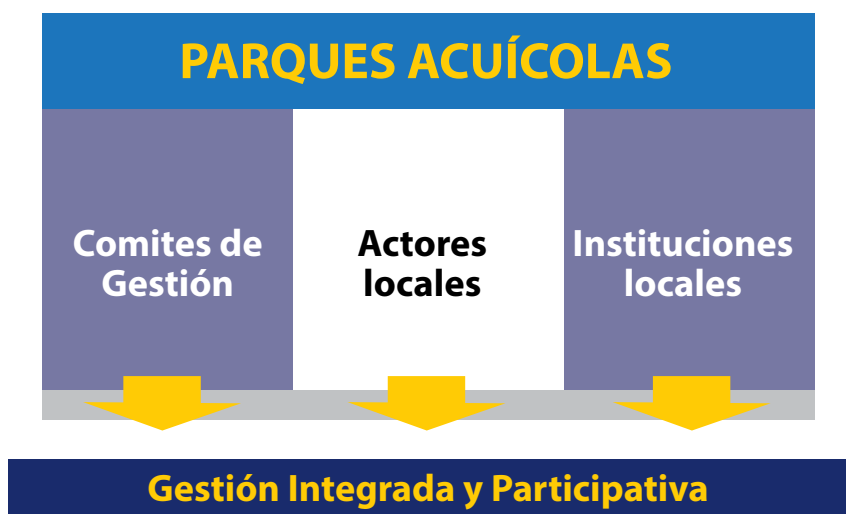 PARQUES ACUÍCOLAS
Comites de
Gestión
Actores
locales
Instituciones
locales
Gestión Integrada y Participativa